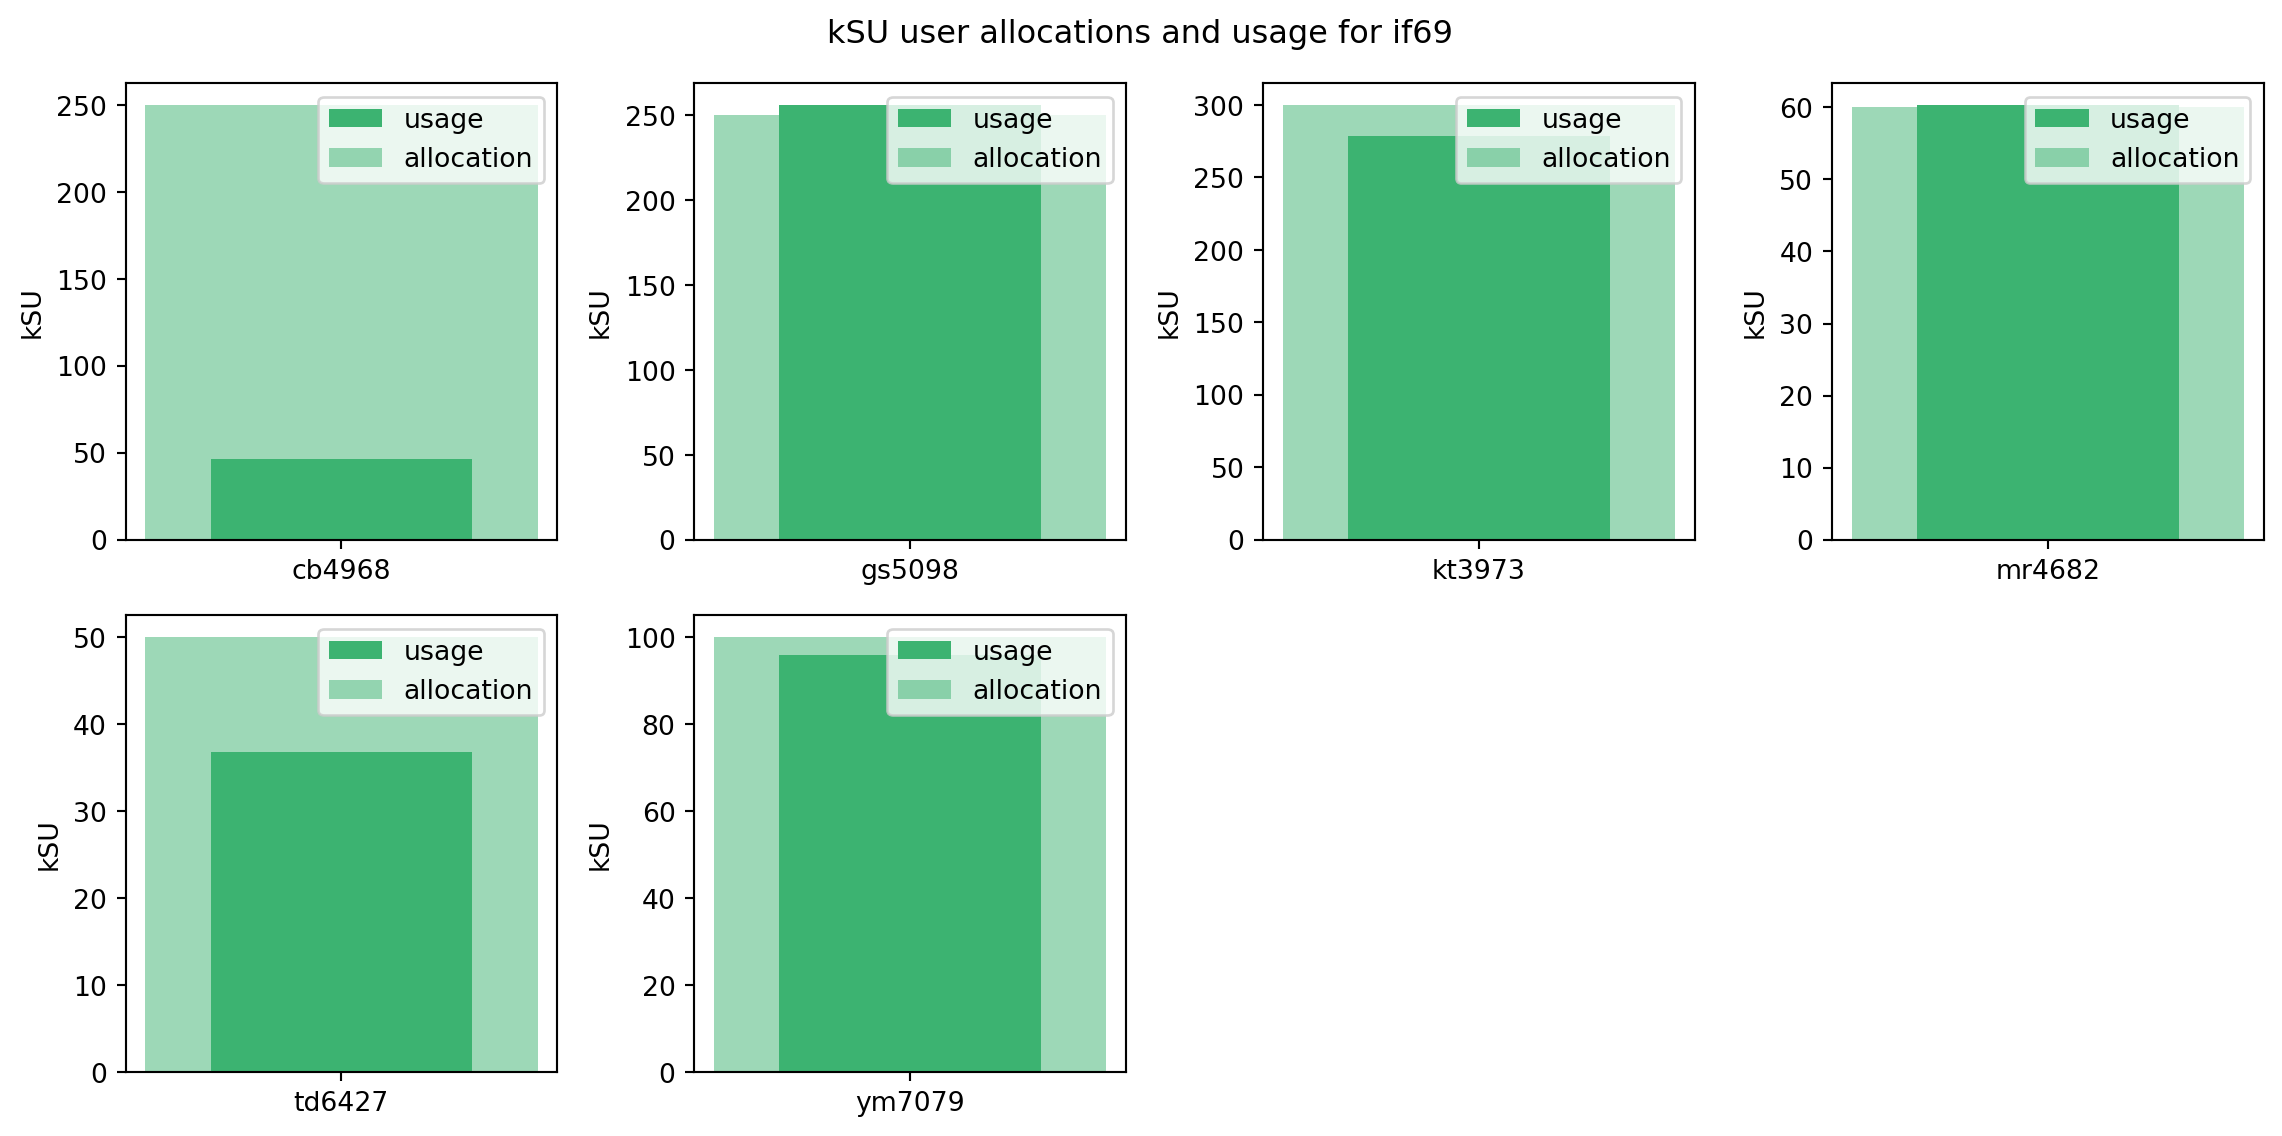 kSU user allocations and usage for if69
usage
allocation
250
200
150
100
50
0
kSU
cb4968
usage
allocation
250
200
150
100
50
0
kSU
gs5098
usage
allocation
300
250
200
150
100
50
0
kSU
kt3973
usage
allocation
60
50
40
30
20
10
0
kSU
mr4682
usage
allocation
50
40
30
20
10
0
kSU
td6427
usage
allocation
100
80
60
40
20
0
kSU
ym7079